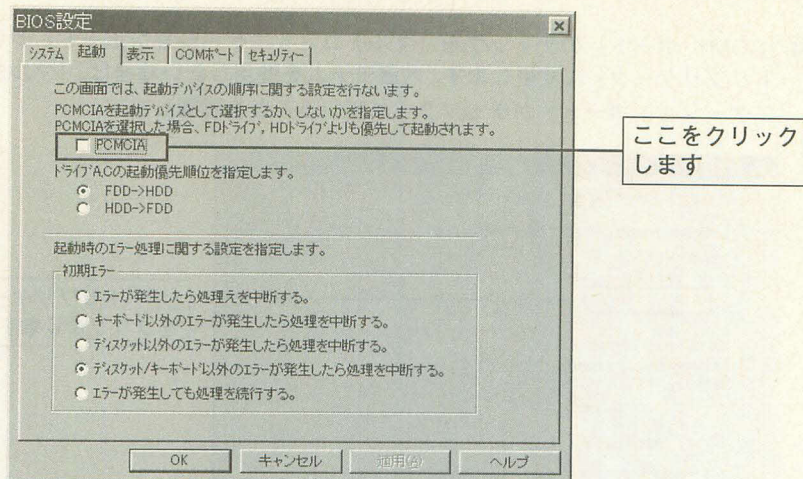 BIOS設定
システム 起動 表示 COMポート セキュリティー
この画面では、起動デバイスの順序に関する設定を行ないます。
PCMCIAを起動デバイスとして選択するか、しないかを指定します。
PCMCIAを選択した場合、FDドライブ, HDドライブよりも優先して起動されます。
PCMCIA
ここをクリック
します
ドライブA,Cの起動優先順位を指定します。
FDD->HDD
HDD->FDD
起動時のエラー処理に関する設定を指定します。
初期エラー
エラーが発生したら処理えを中断する。
キーボード以外のエラーが発生したら処理を中断する。
ディスケット以外のエラーが発生したら処理を中断する。
ディスケット/キーボード以外のエラーが発生したら処理を中断する。
エラーが発生しても処理を続行する。
OK キャンセル 適用(A) ヘルプ